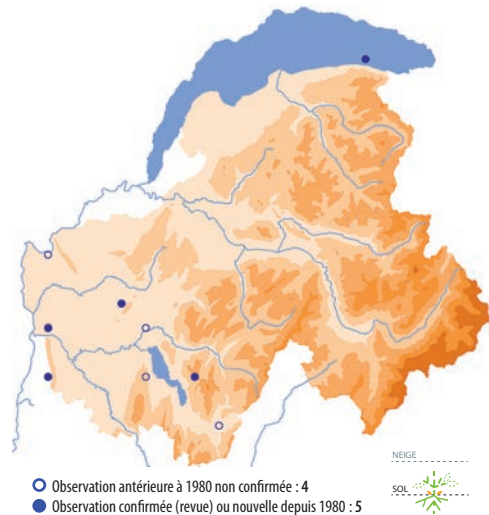 NEIGE
SOL
Observation antérieure à 1980 non confirmée : 4
Observation confirmée (revue) ou nouvelle depuis 1980 : 5